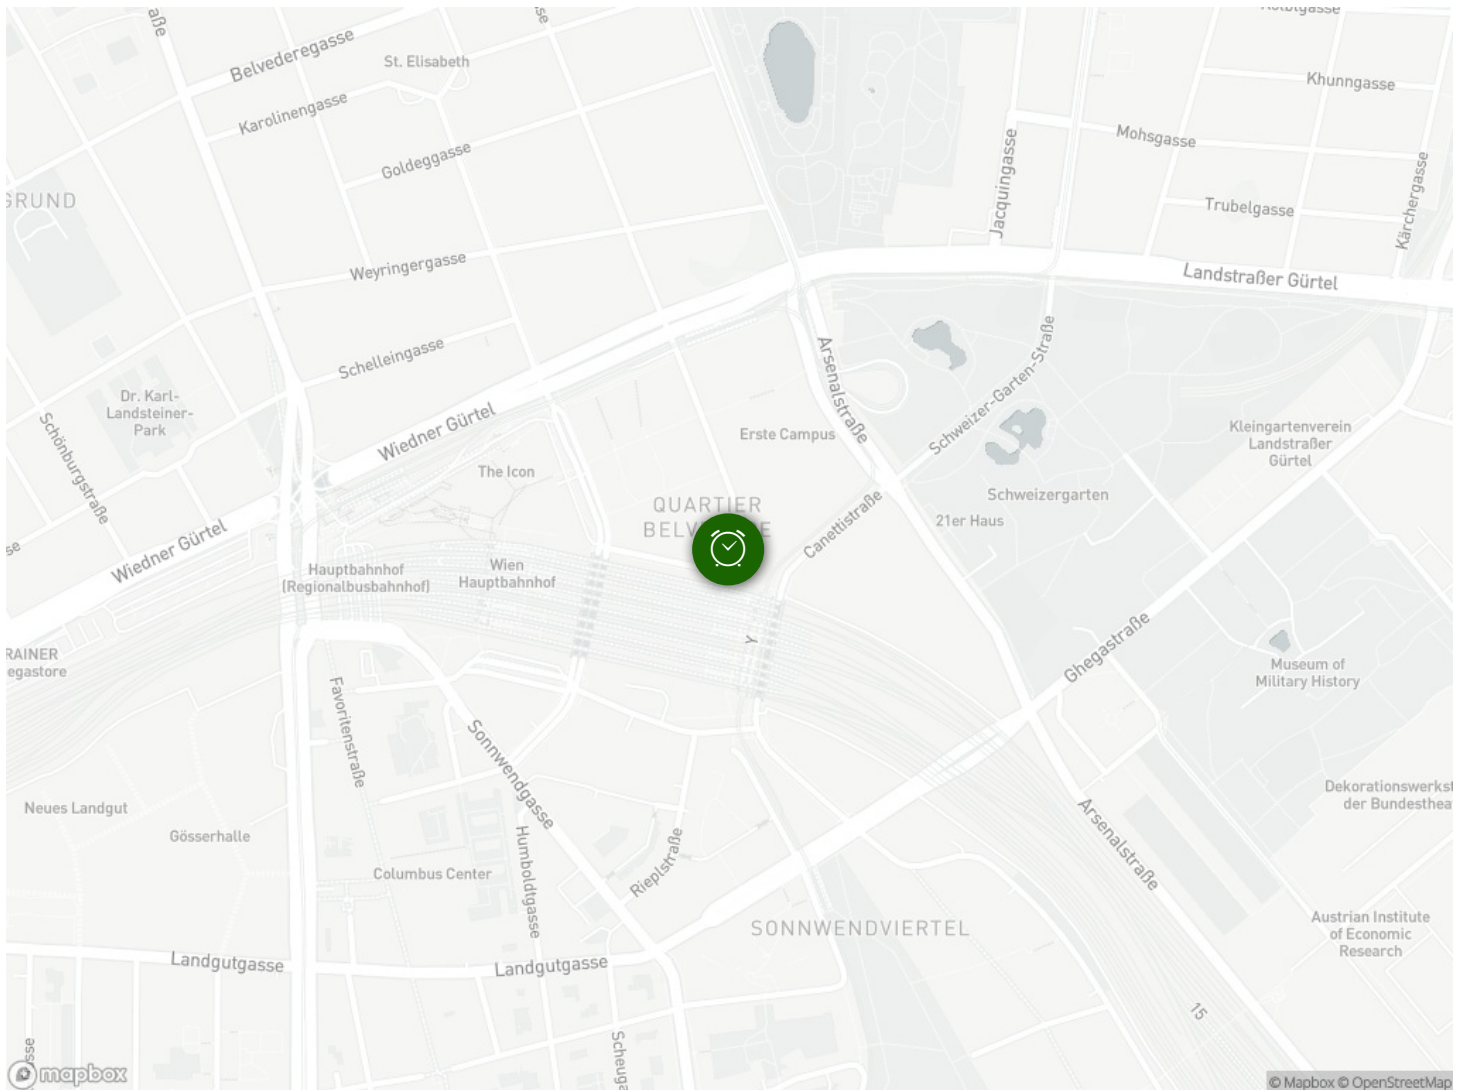 Belvederegasse
St. Elisabeth
Karolinengasse
Goldeggasse
Khunngasse
Mohsgasse
Jacquingasse
Trubelgasse
Kärchergasse
GRUND
Weyringergasse
Landstraßer Gürtel
Schelleingasse
Arsenalstraße
Schweizer-Garten-Straße
Dr. Karl-
Landsteiner-
Park
Schönburgstraße
Wiedner Gürtel
Erste Campus
Kleingartenverein
Landstraßer
Gürtel
The Icon
Schweizergarten
QUARTIER
21er Haus
Canettistraße
Wiedner Gürtel
Hauptbahnhof
(Regionalbusbahnhof)
Wien
Hauptbahnhof
Y
Ghegastraße
RAINER
egastore
Museum of
Military History
Favoritenstraße
Sonnwendgasse
Neues Landgut
Gösserhalle
Dekorationswerkst
der Bundesthea
Arsenalstraße
Humboldtgasse
Rieplstraße
Columbus Center
SONNWENDVIERTEL
Austrian Institute
of Economic
Research
Landgutgasse
Landgutgasse
15
Scheuga
sse
mapbox
© Mapbox © OpenStreetMap